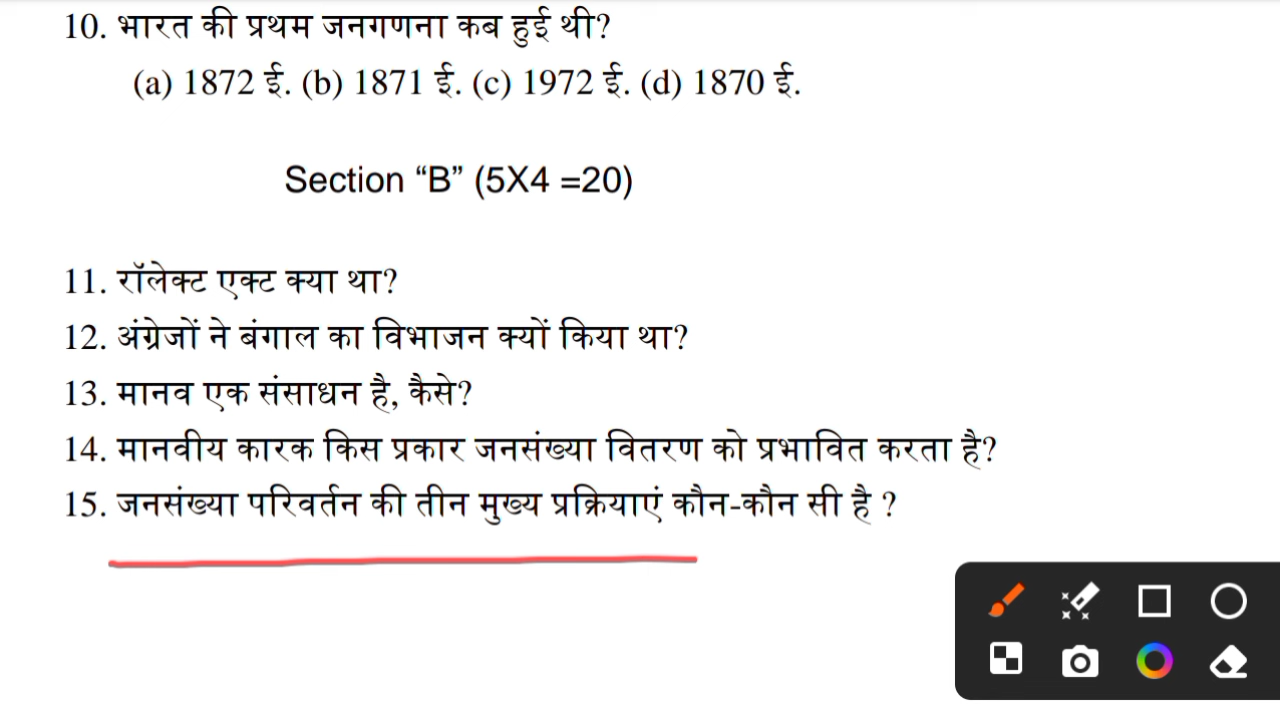 10. भारत की प्रथम जनगणना कब हुई थी?
(a) 1872 ई. (b) 1871 ई. (c) 1972 ई. (d) 1870 ई.
Section “B” (5X4 =20)
11. रॉलेक्ट एक्ट क्या था?
12. अंग्रेजों ने बंगाल का विभाजन क्यों किया था?
13. मानव एक संसाधन है, कैसे?
14. मानवीय कारक किस प्रकार जनसंख्या वितरण को प्रभावित करता है?
15. जनसंख्या परिवर्तन की तीन मुख्य प्रक्रियाएं कौन-कौन सी है ?